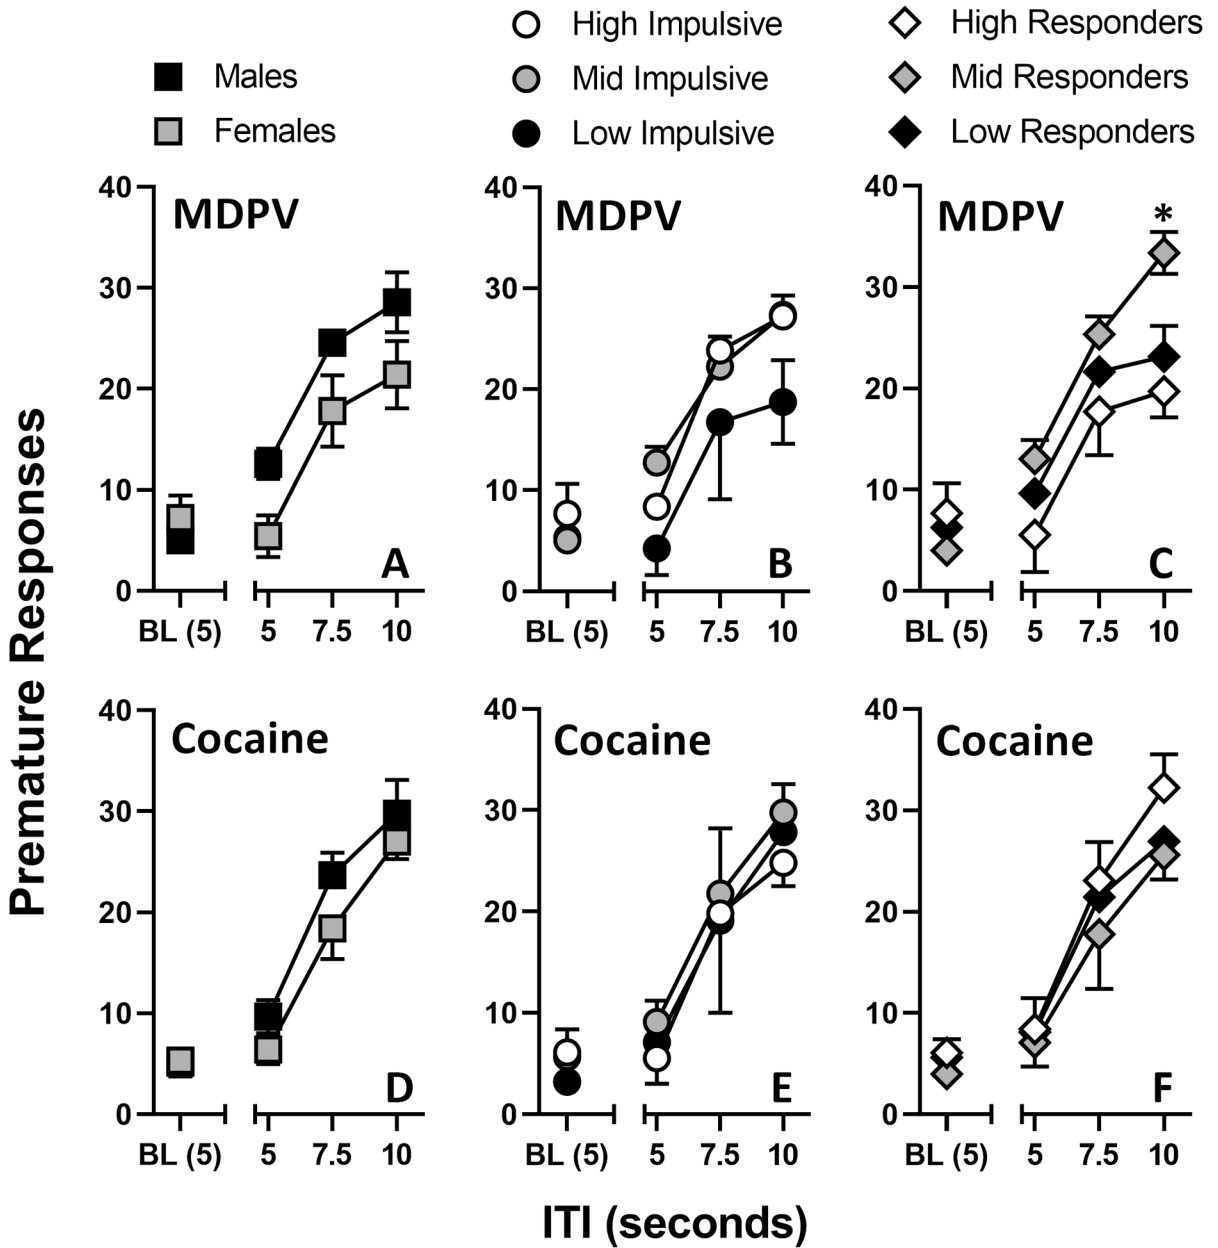 Males
Females
High Impulsive
Mid Impulsive
Low Impulsive
High Responders
Mid Responders
Low Responders
Premature Responses
MDPV
40
30
20
10
0
BL (5)
5
7.5
10
A
MDPV
40
30
20
10
0
BL (5)
5
7.5
10
B
MDPV
*
40
30
20
10
0
BL (5)
5
7.5
10
C
Cocaine
40
30
20
10
0
BL (5)
5
7.5
10
D
Cocaine
40
30
20
10
0
BL (5)
5
7.5
10
E
Cocaine
40
30
20
10
0
BL (5)
5
7.5
10
F
ITI (seconds)